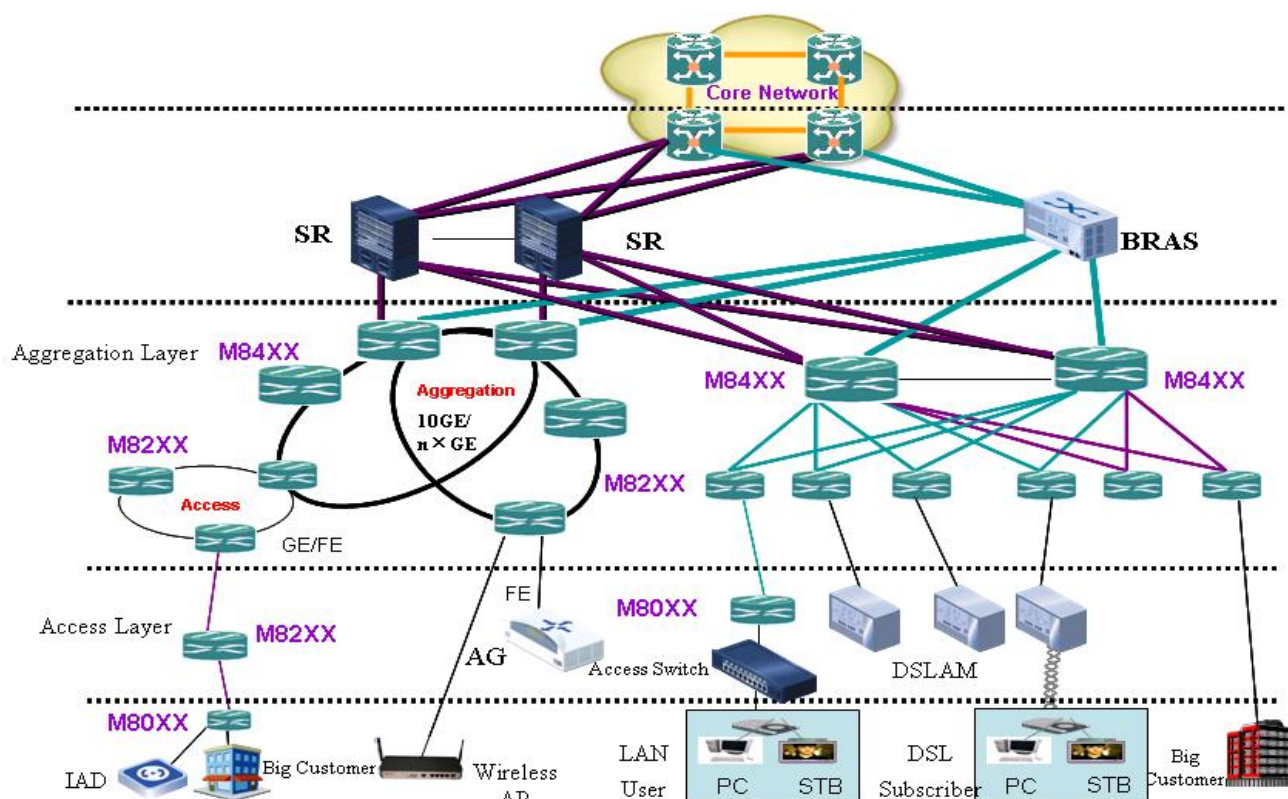 Core Network
SR
SR
BRAS
Aggregation Layer
M84XX
Aggregation
10GE/
n×GE
M84XX
M84XX
M82XX
Access
M82XX
GE/FE
FE
M80XX
Access Layer
M82XX
AG
Access Switch
DSLAM
M80XX
IAD
Big Customer
Wireless
AP
LAN
User
PC
STB
DSL
Subscriber
PC
STB
Big
Customer